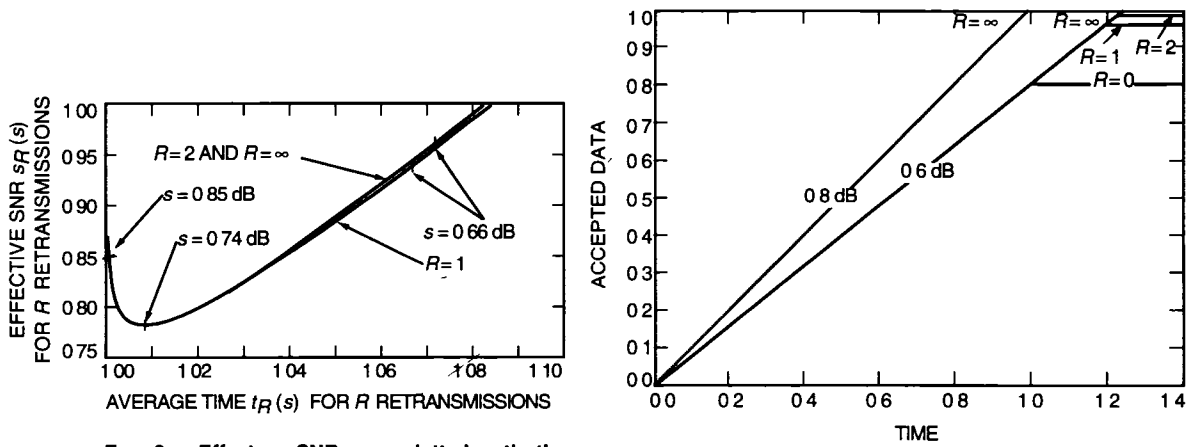 EFFECTIVE SNR sR (s)
FOR R RETRANSMISSIONS
1 00
0 95
0 90
0 85
0 80
0 75
R = 2 AND R = ∞
s = 0 85 dB
s = 0 74 dB
s = 0 66 dB
R = 1
1 00
1 02
1 04
1 06
1 08
1 10
AVERAGE TIME tR (s) FOR R RETRANSMISSIONS
ACCEPTED DATA
1 0
0 9
0 8
0 7
0 6
0 5
0 4
0 3
0 2
0 1
0 0
R = ∞
R = ∞
R = 1
R = 2
R = 0
0 6 dB
0 8 dB
0 0
0 2
0 4
0 6
0 8
1 0
1 2
1 4
TIME